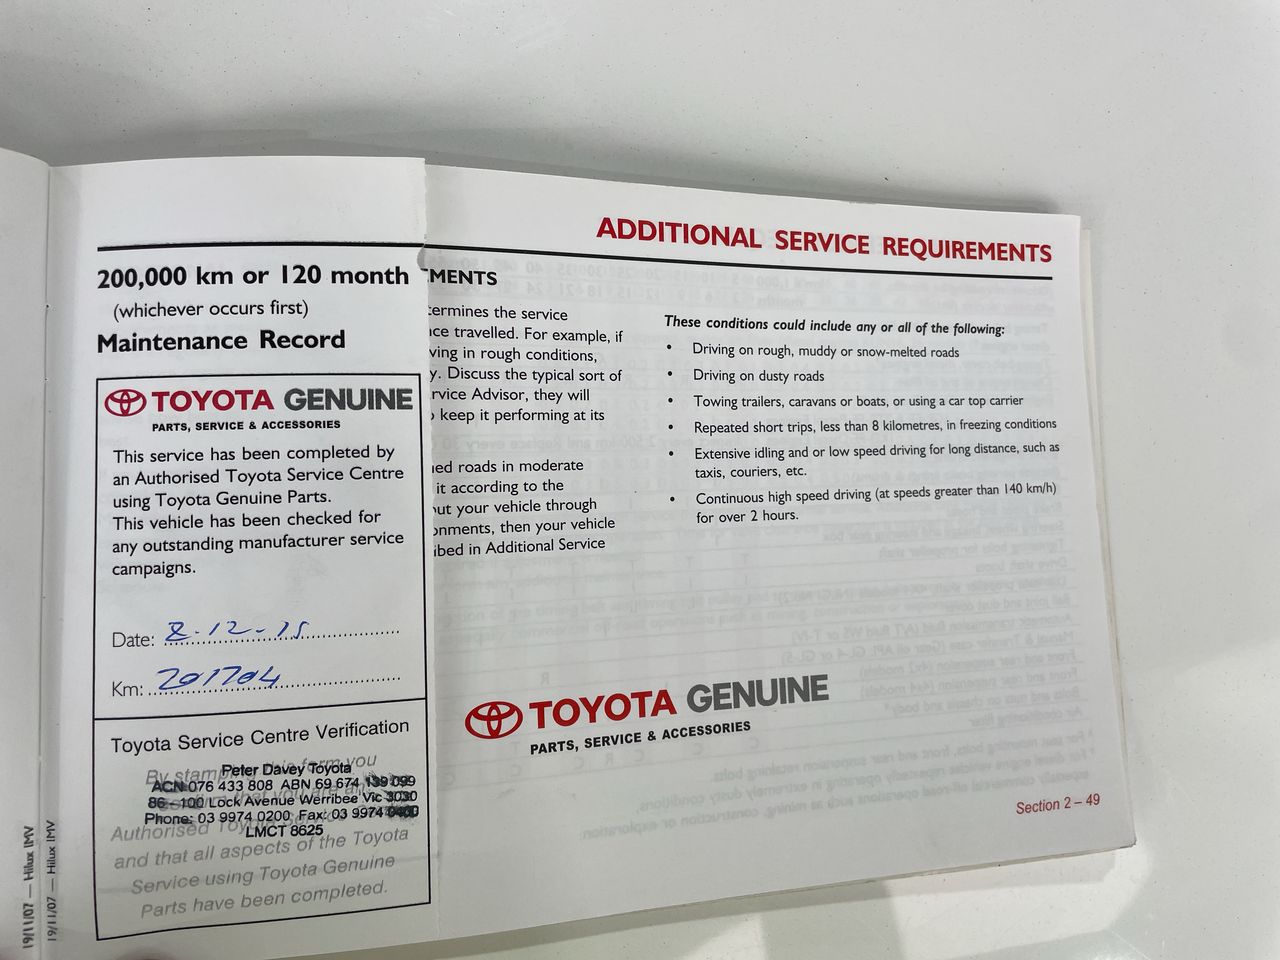 200,000 km or 120 month
(whichever occurs first)
Maintenance Record
TOYOTA GENUINE
PARTS, SERVICE & ACCESSORIES
This service has been completed by
an Authorised Toyota Service Centre
using Toyota Genuine Parts.
This vehicle has been checked for
any outstanding manufacturer service
campaigns.
Date: 8-12-15
Km: 201704
Toyota Service Centre Verification
By stamping this form you
Peter Davey Toyota
ACN 076 433 808 ABN 69 674 139 099
86 - 100 Lock Avenue Werribee Vic 3030
Phone: 03 9974 0200 Fax: 03 9974
LMCT 8625
Authorised Toyota
and that all aspects of the Toyota
Service using Toyota Genuine
Parts have been completed.
19/11/07 — Hilux IMV
19/11/07 — Hilux IMV
ADDITIONAL SERVICE REQUIREMENTS
MENTS
ermines the service
ce travelled. For example, if
ving in rough conditions,
y. Discuss the typical sort of
rvice Advisor, they will
keep it performing at its
ed roads in moderate
it according to the
ut your vehicle through
onments, then your vehicle
ibed in Additional Service
These conditions could include any or all of the following:
• Driving on rough, muddy or snow-melted roads
• Driving on dusty roads
• Towing trailers, caravans or boats, or using a car top carrier
• Repeated short trips, less than 8 kilometres, in freezing conditions
• Extensive idling and or low speed driving for long distance, such as
taxis, couriers, etc.
• Continuous high speed driving (at speeds greater than 140 km/h)
for over 2 hours.
TOYOTA GENUINE
PARTS, SERVICE & ACCESSORIES
Section 2 – 49